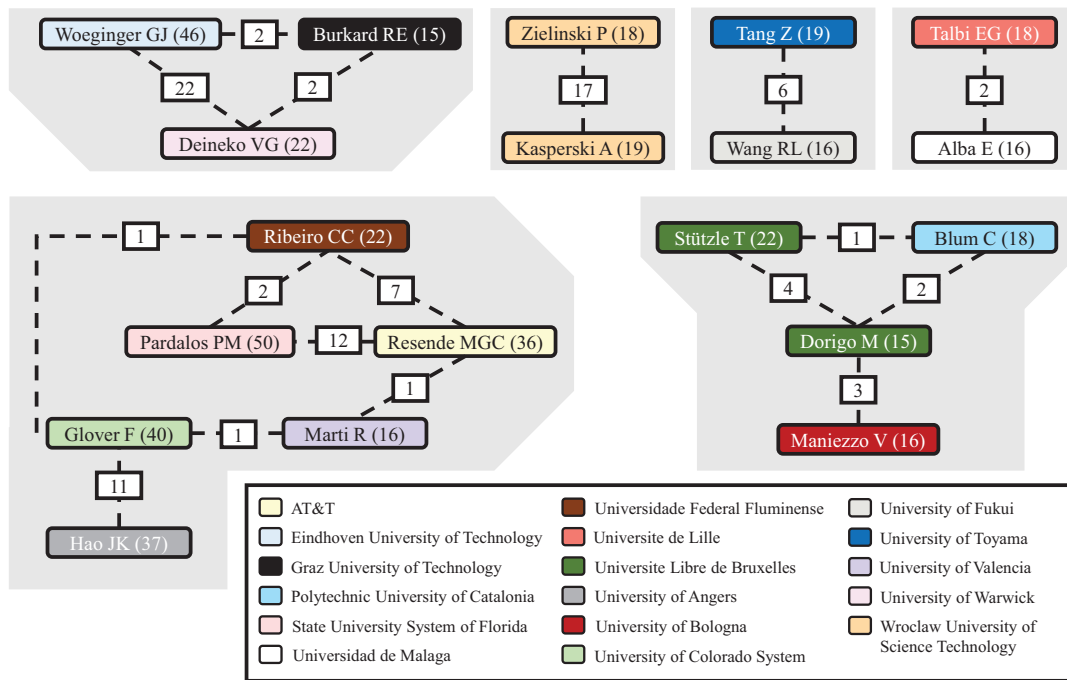 Woeginger GJ (46)
2
Burkard RE (15)
22
2
Deineko VG (22)
Zielinski P (18)
17
Kasperski A (19)
Tang Z (19)
6
Wang RL (16)
Talbi EG (18)
2
Alba E (16)
1
Ribeiro CC (22)
2
7
Pardalos PM (50)
12
Resende MGC (36)
1
Glover F (40)
1
Marti R (16)
11
Hao JK (37)
Stützle T (22)
1
Blum C (18)
4
2
Dorigo M (15)
3
Maniezzo V (16)
AT&T
Eindhoven University of Technology
Graz University of Technology
Polytechnic University of Catalonia
State University System of Florida
Universidad de Malaga
Universidade Federal Fluminense
Universite de Lille
Universite Libre de Bruxelles
University of Angers
University of Bologna
University of Colorado System
University of Fukui
University of Toyama
University of Valencia
University of Warwick
Wroclaw University of
Science Technology